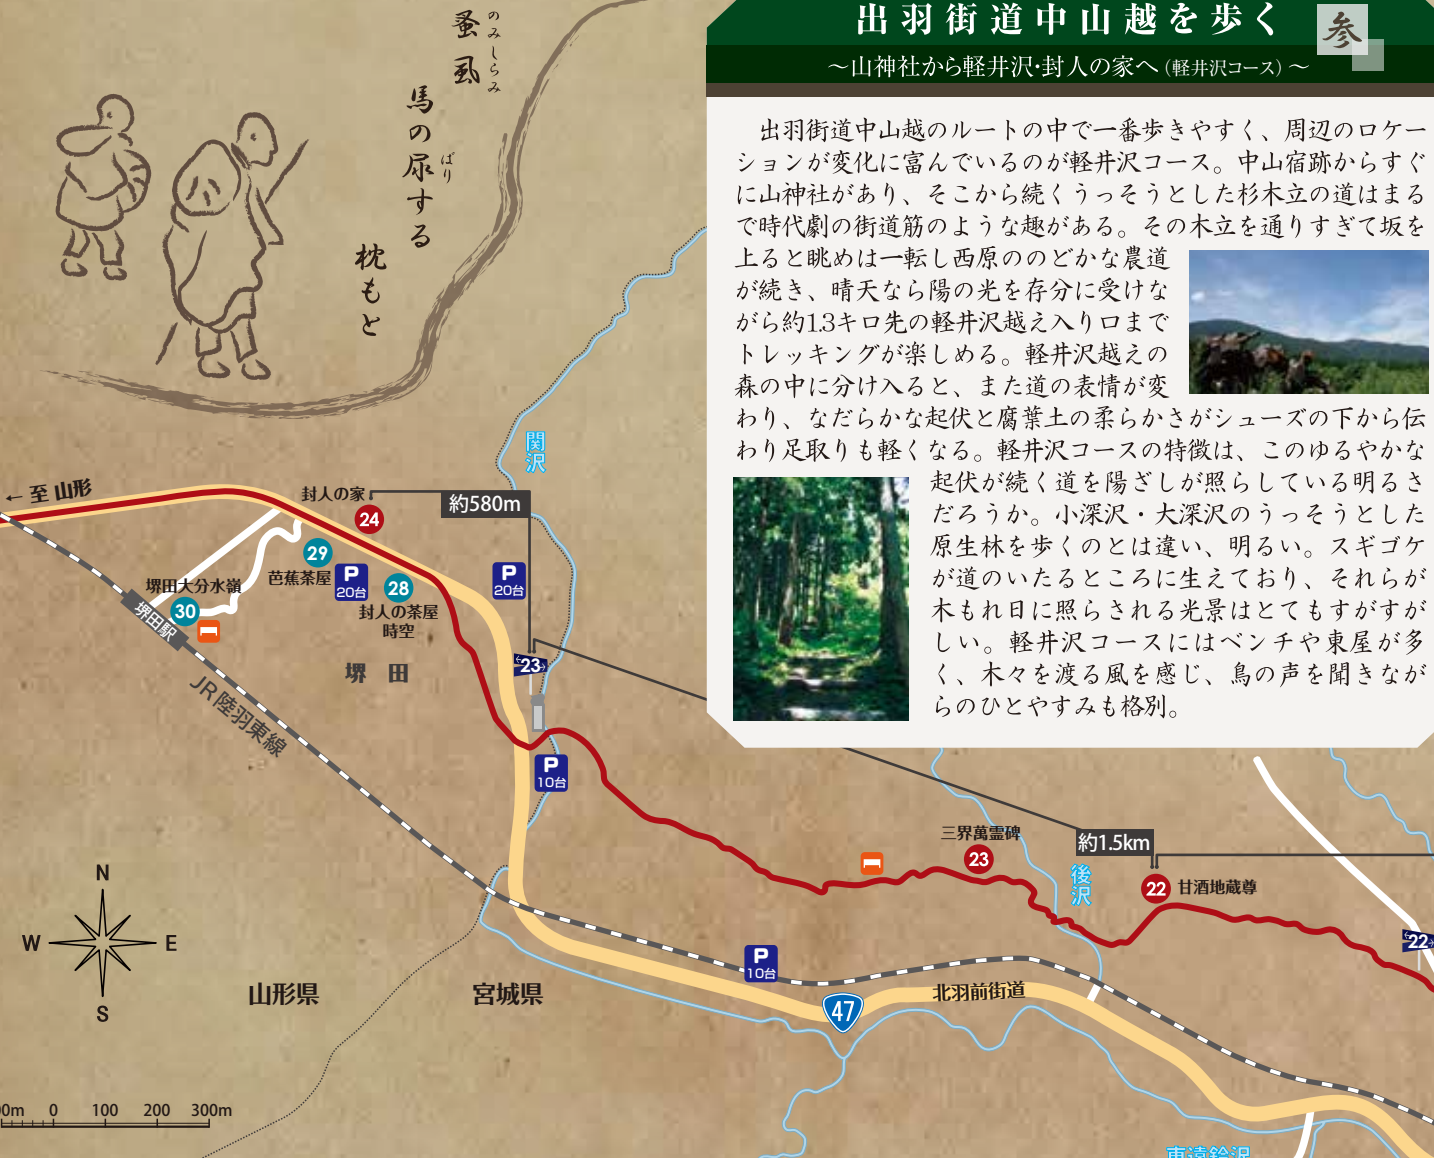 出羽街道中山越を歩く
参
～山神社から軽井沢・封人の家へ（軽井沢コース）～
出羽街道中山越のルートの中で一番歩きやすく、周辺のロケー
ションが変化に富んでいるのが軽井沢コース。中山宿跡からすぐ
に山神社があり、そこから続くうっそうとした杉木立の道はまる
で時代劇の街道筋のような趣がある。その木立を通りすぎて坂を
上ると眺めは一転し西原ののどかな農道
が続き、晴天なら陽の光を存分に受けな
がら約1.3キロ先の軽井沢越え入り口まで
トレッキングが楽しめる。軽井沢越えの
森の中に分け入ると、また道の表情が変
わり、なだらかな起伏と腐葉土の柔らかさがシューズの下から伝
わり足取りも軽くなる。軽井沢コースの特徴は、このゆるやかな
起伏が続く道を陽ざしが照らしている明るさ
だろうか。小深沢・大深沢のうっそうとした
原生林を歩くのとは違い、明るい。スギゴケ
が道のいたるところに生えており、それらが
木もれ日に照らされる光景はとてもすがすが
しい。軽井沢コースにはベンチや東屋が多
く、木々を渡る風を感じ、鳥の声を聞きなが
らのひとやすみも格別。
のみしらみ
蚤虱
馬の尿する
ばり
枕もと
関沢
←至 山形
封人の家
24
約580m
29
芭蕉茶屋
P
20台
28
封人の茶屋
時空
P
20台
堺田大分水嶺
30
堺田駅
堺 田
23
JR陸羽東線
P
10台
三界萬霊碑
23
約1.5km
後沢
22
甘酒地蔵尊
22
N
W
E
S
山形県
宮城県
P
10台
47
北羽前街道
0
100
200
300m